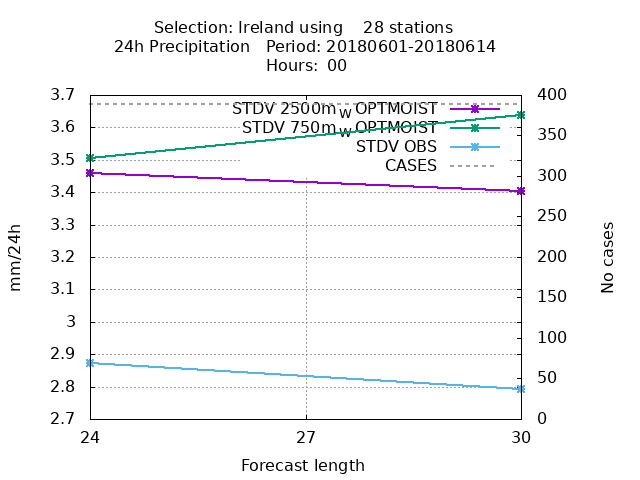 Selection: Ireland using 28 stations
24h Precipitation Period: 20180601-20180614
Hours: 00
STDV 2500m_w OPTMOIST
STDV 750m_w OPTMOIST
STDV OBS
CASES
mm/24h
3.7
3.6
3.5
3.4
3.3
3.2
3.1
3
2.9
2.8
2.7
400
350
300
250
200
150
100
50
0
No cases
24 27 30
Forecast length